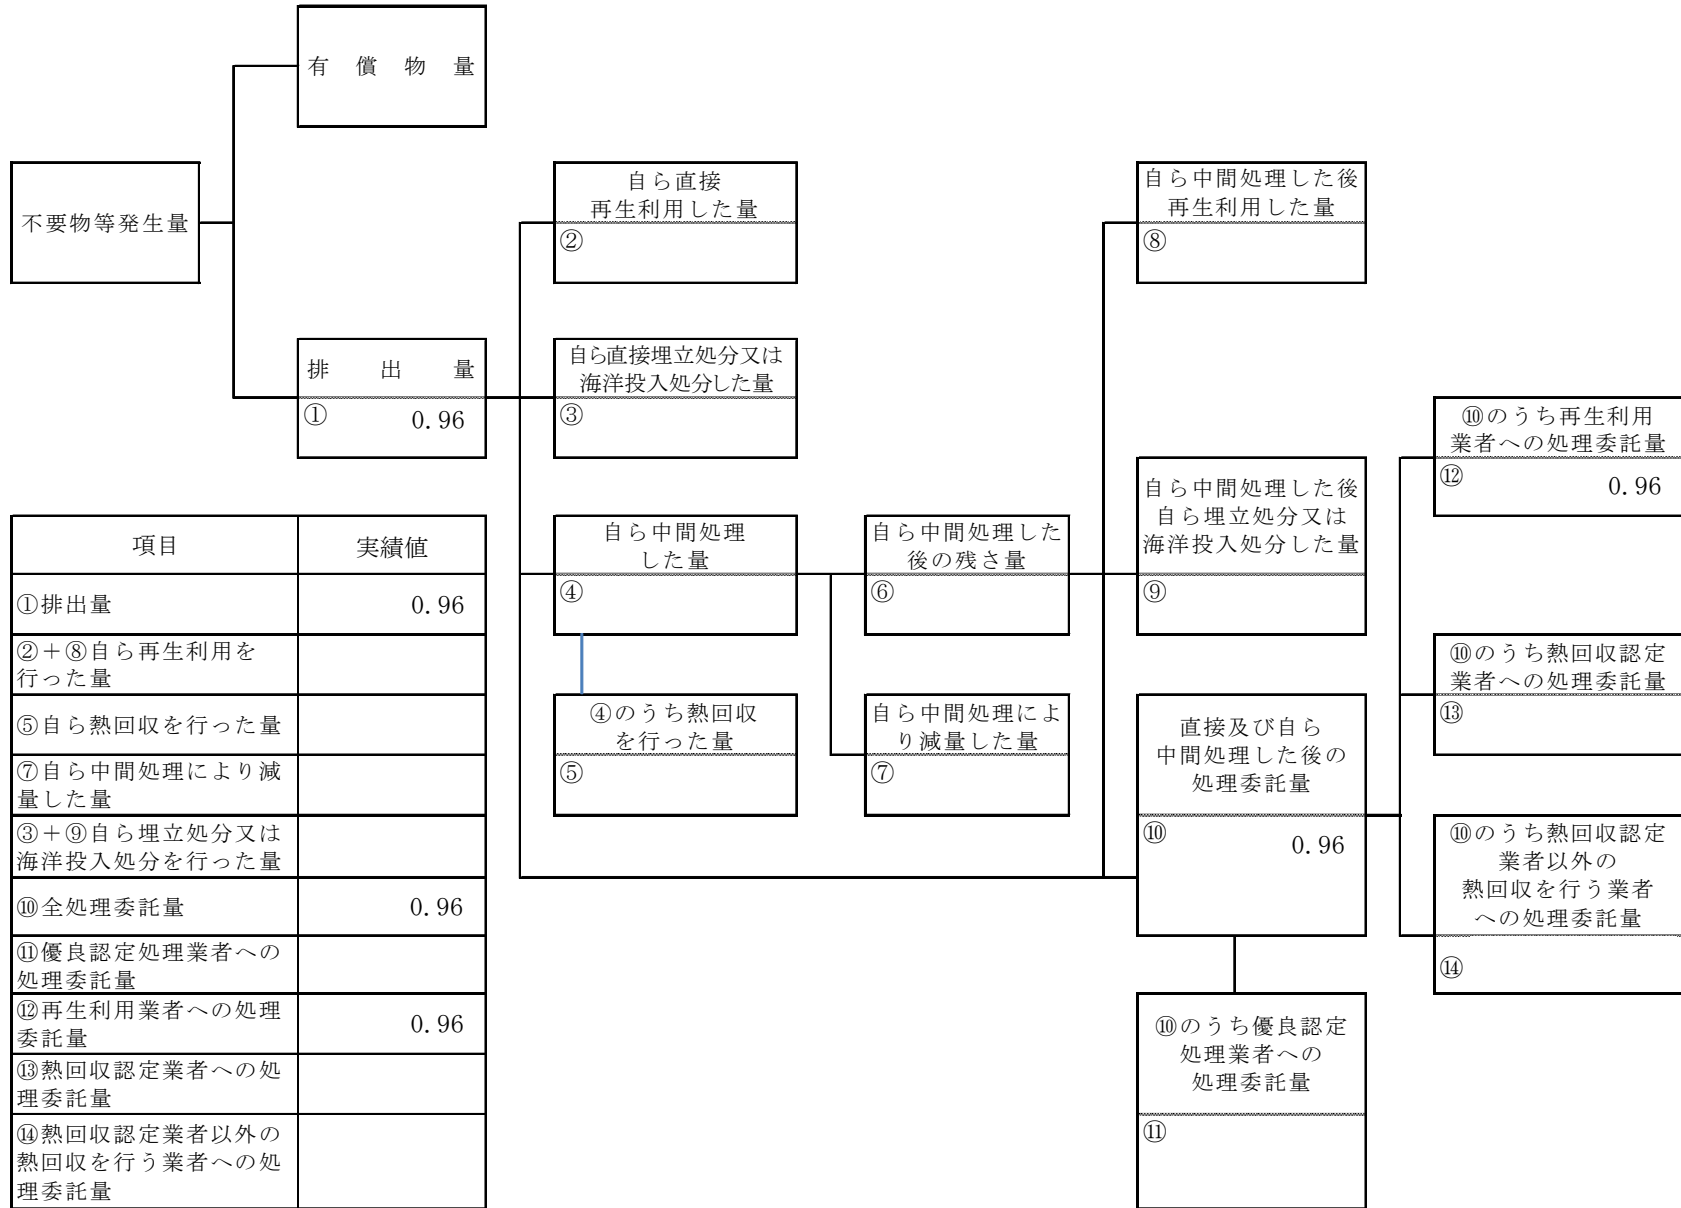 有償物量
不要物等発生量
排出量
① 0.96
自ら直接
再生利用した量
②
自ら直接埋立処分又は
海洋投入処分した量
③
自ら中間処理
した量
④
④のうち熱回収
を行った量
⑤
自ら中間処理した
後の残さ量
⑥
自ら中間処理によ
り減量した量
⑦
自ら中間処理した後
再生利用した量
⑧
自ら中間処理した後
自ら埋立処分又は
海洋投入処分した量
⑨
直接及び自ら
中間処理した後の
処理委託量
⑩ 0.96
⑩のうち優良認定
処理業者への
処理委託量
⑪
⑩のうち再生利用
業者への処理委託量
⑫ 0.96
⑩のうち熱回収認定
業者への処理委託量
⑬
⑩のうち熱回収認定
業者以外の
熱回収を行う業者
への処理委託量
⑭
項目 実績値
①排出量 0.96
②+⑧自ら再生利用を
行った量
⑤自ら熱回収を行った量
⑦自ら中間処理により減
量した量
③+⑨自ら埋立処分又は
海洋投入処分を行った量
⑩全処理委託量 0.96
⑪優良認定処理業者への
処理委託量
⑫再生利用業者への処理
委託量 0.96
⑬熱回収認定業者への処
理委託量
⑭熱回収認定業者以外の
熱回収を行う業者への処
理委託量